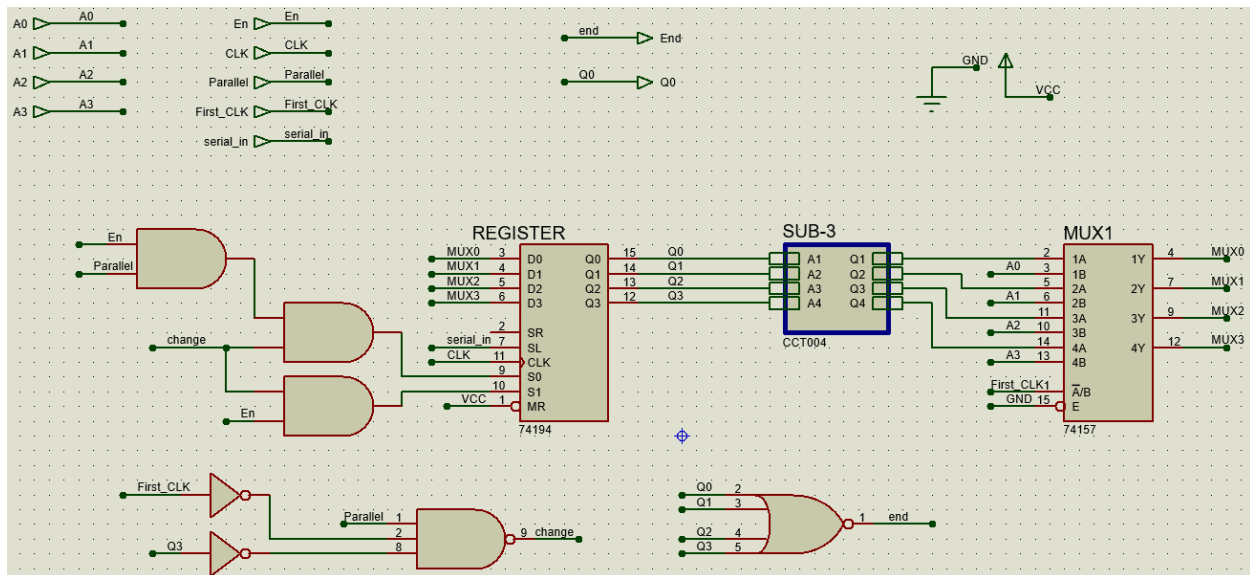 A0 A0
A1 A1
A2 A2
A3 A3
En En
CLK CLK
Parallel Parallel
First_CLK First_CLK
serial_in serial_in
end End
Q0 Q0
GND
VCC
En
Parallel
change
En
REGISTER
MUX0 3 D0 Q0 15 Q0
MUX1 4 D1 Q1 14 Q1
MUX2 5 D2 Q2 13 Q2
MUX3 6 D3 Q3 12 Q3
2 SR
serial_in 7 SL
CLK 11 CLK
9 S0
10 S1
VCC 1 MR
74194
SUB-3
A1 Q1
A2 Q2
A3 Q3
A4 Q4
CCT004
MUX1
2 1A 1Y 4 MUX0
A0 3 1B
5 2A 2Y 7 MUX1
A1 6 2B
11 3A 3Y 9 MUX2
A2 10 3B
14 4A 4Y 12 MUX3
A3 13 4B
First_CLK 1 A/B
GND 15 E
74157
First_CLK
Q3
Parallel 1
2
8
9 change
Q0 2
Q1 3
Q2 4
Q3 5
1 end